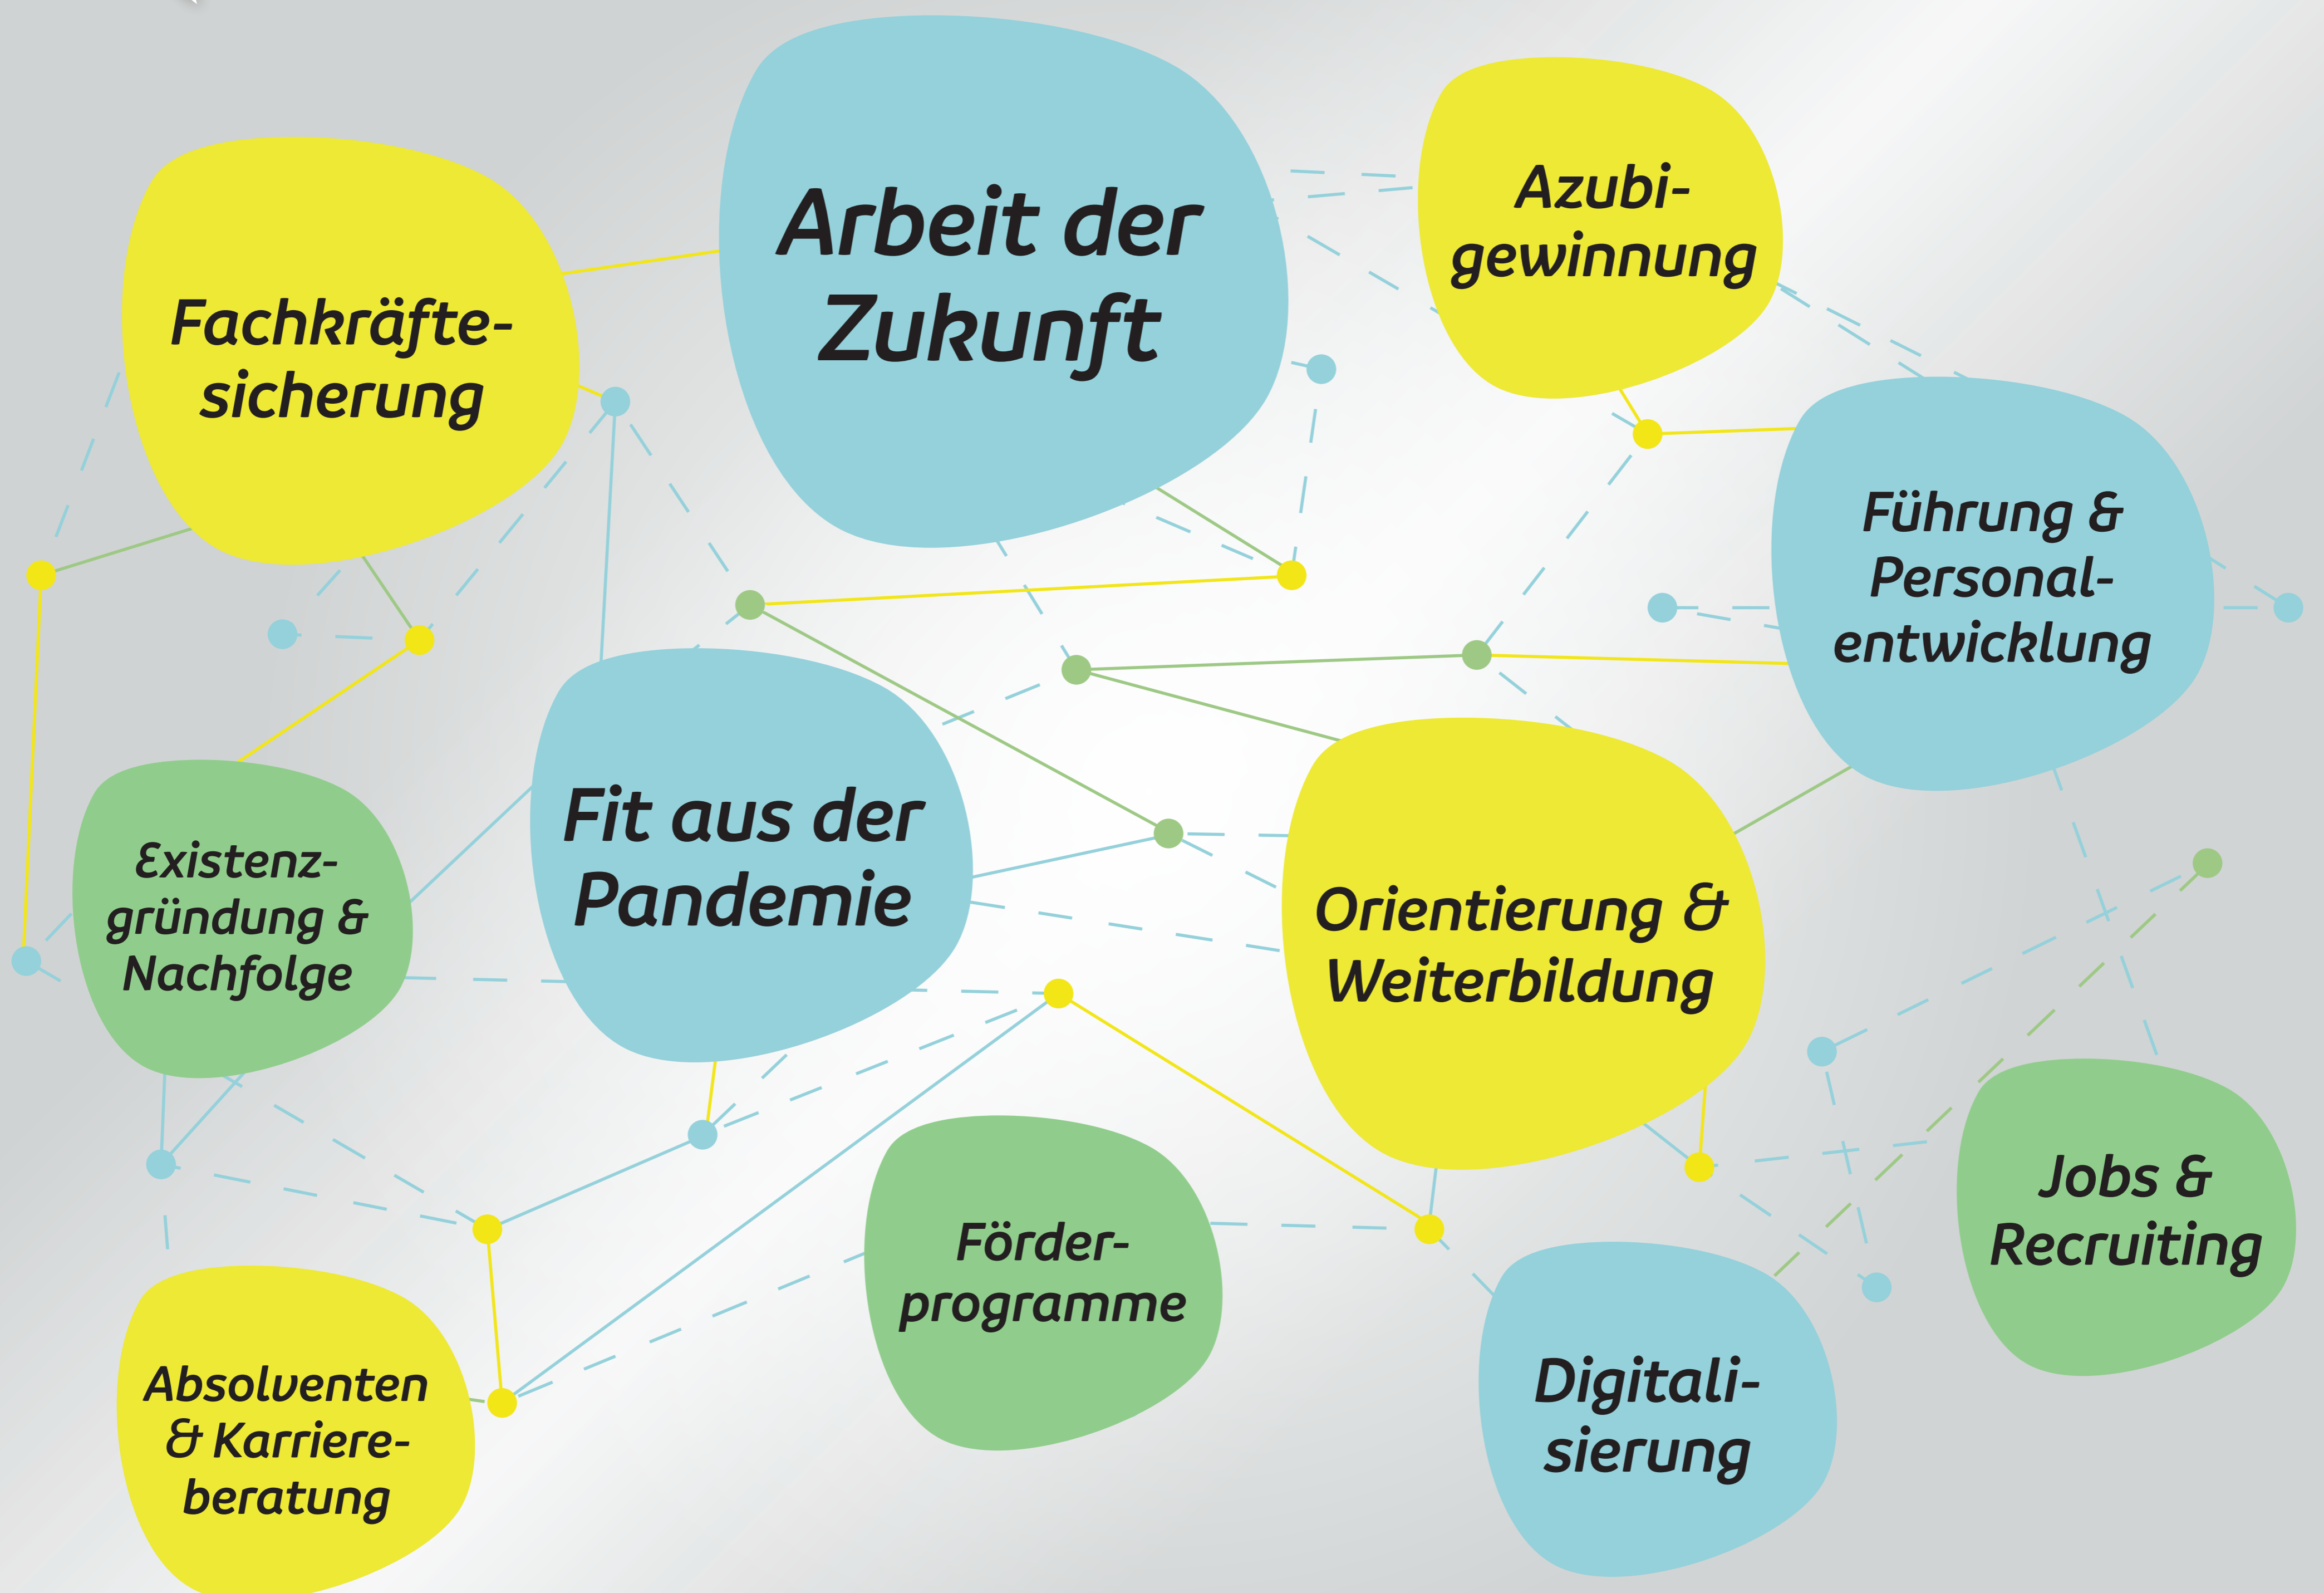 Arbeit der
Zukunft
Azubi-
gewinnung
Fachkräfte-
sicherung
Führung &
Personal-
entwicklung
Fit aus der
Pandemie
Existenz-
gründung &
Nachfolge
Orientierung &
Weiterbildung
Jobs &
Recruiting
Förder-
programme
Digitali-
sierung
Absolventen
& Karriere-
beratung